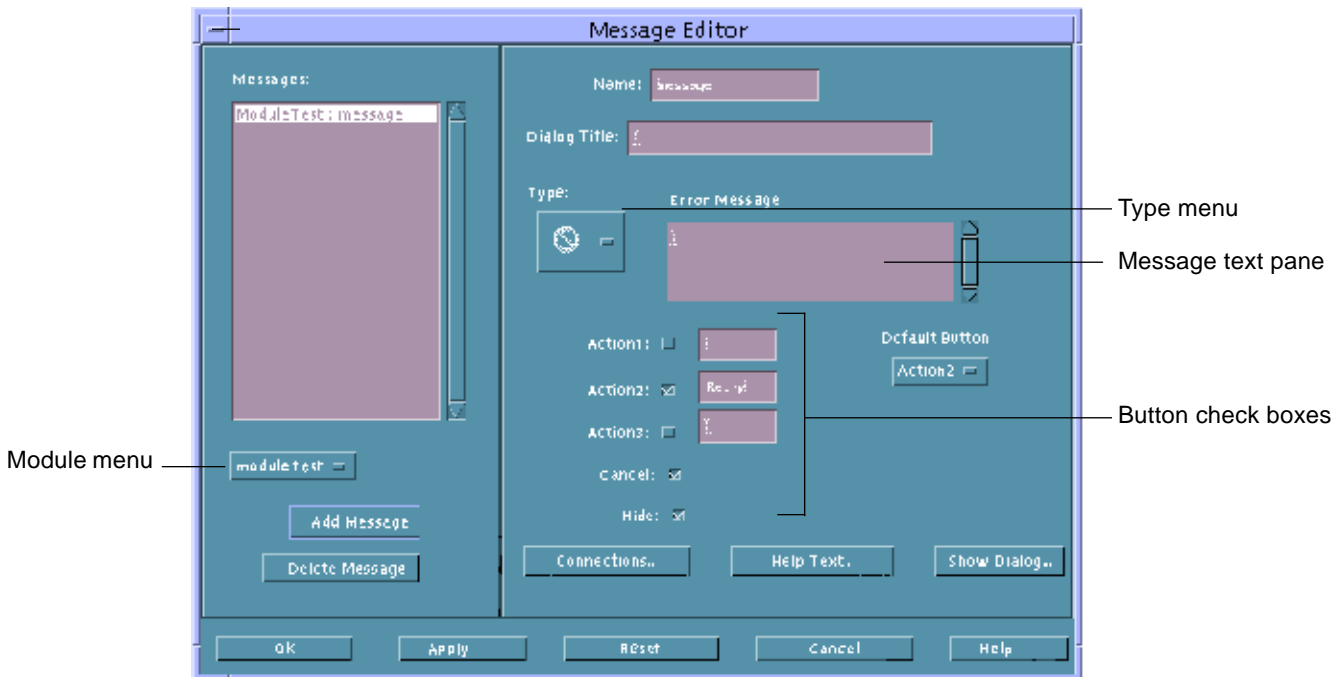 Message Editor
Messages:
ModuleTest : message
moduletest
Add Message
Delete Message
Name: message
Dialog Title:
Type:
Error Message
Action1:
Action2:
Action3:
Cancel:
Hide:
Default Button
Action2
Connections..
Help Text.
Show Dialog..
OK
Apply
Reset
Cancel
Help
Type menu
Message text pane
Button check boxes
Module menu